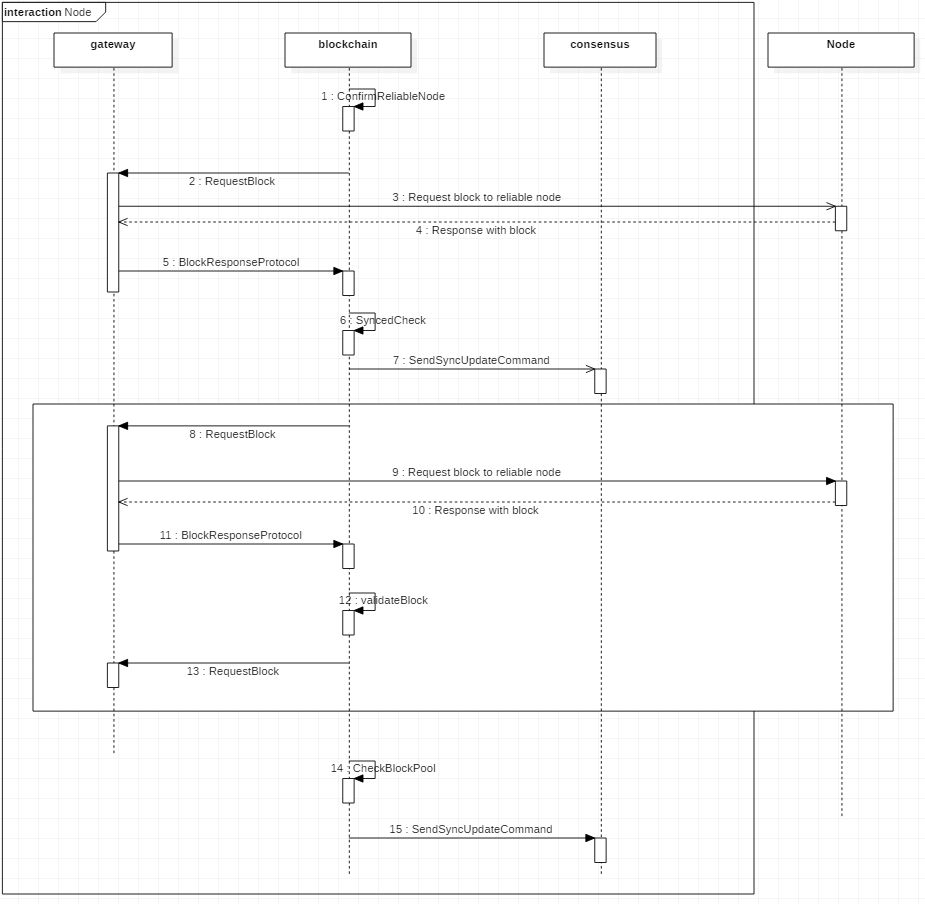 interaction Node
gateway
blockchain
consensus
Node
1 : ConfirmReliableNode
2 : RequestBlock
3 : Request block to reliable node
4 : Response with block
5 : BlockResponseProtocol
6 : SyncedCheck
7 : SendSyncUpdateCommand
8 : RequestBlock
9 : Request block to reliable node
10 : Response with block
11 : BlockResponseProtocol
12 : validateBlock
13 : RequestBlock
14 : CheckBlockPool
15 : SendSyncUpdateCommand